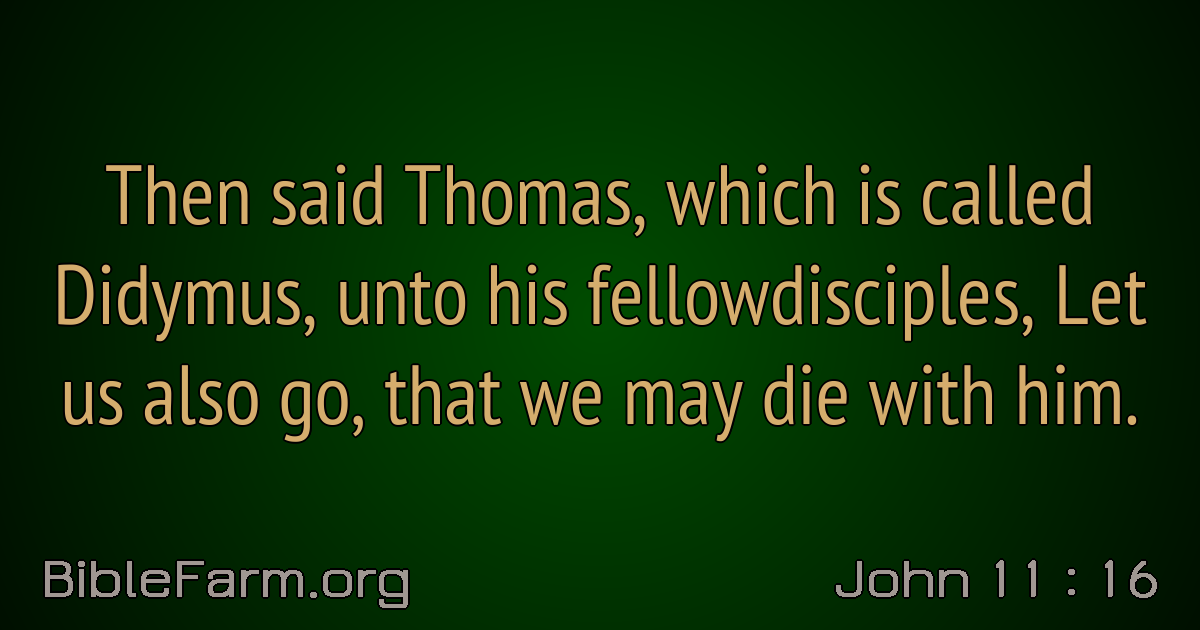 Then said Thomas, which is called
Didymus, unto his fellowdisciples, Let
us also go, that we may die with him.
BibleFarm.org
John 11 : 16